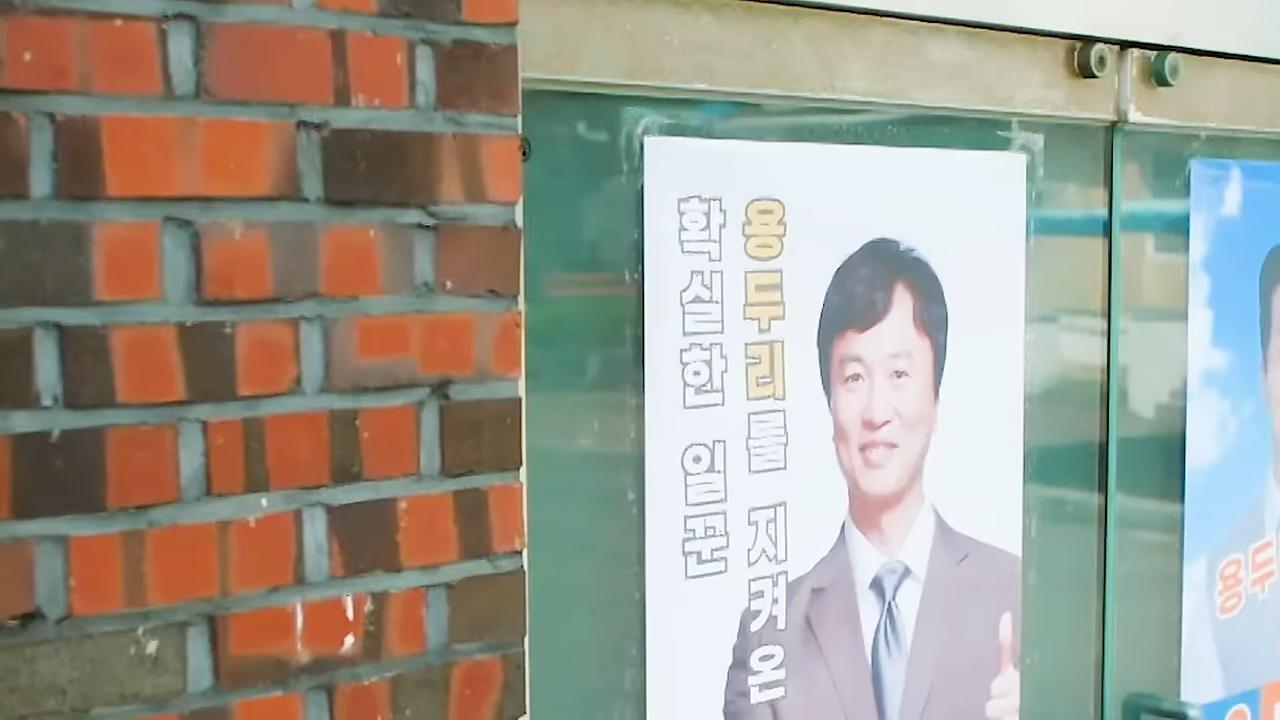 용두리를 지켜온
확실한 일꾼
용두